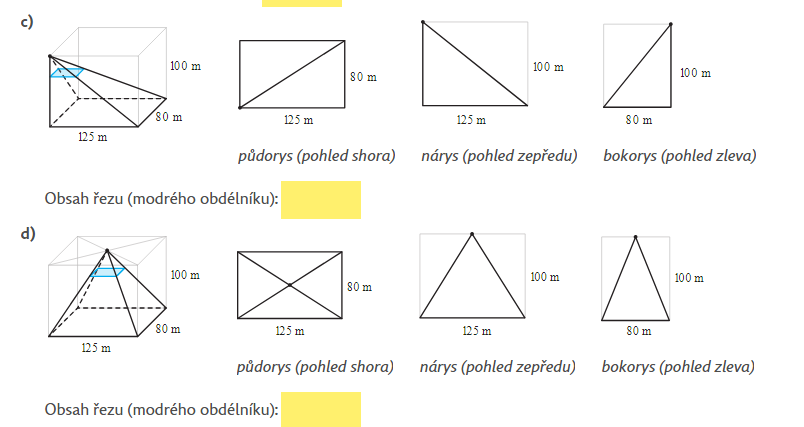 c)
100 m
80 m
125 m
80 m
125 m
100 m
125 m
100 m
80 m
půdorys (pohled shora)
nárys (pohled zepředu)
bokorys (pohled zleva)
Obsah řezu (modrého obdélníku):
d)
100 m
80 m
125 m
80 m
125 m
100 m
125 m
100 m
80 m
půdorys (pohled shora)
nárys (pohled zepředu)
bokorys (pohled zleva)
Obsah řezu (modrého obdélníku):